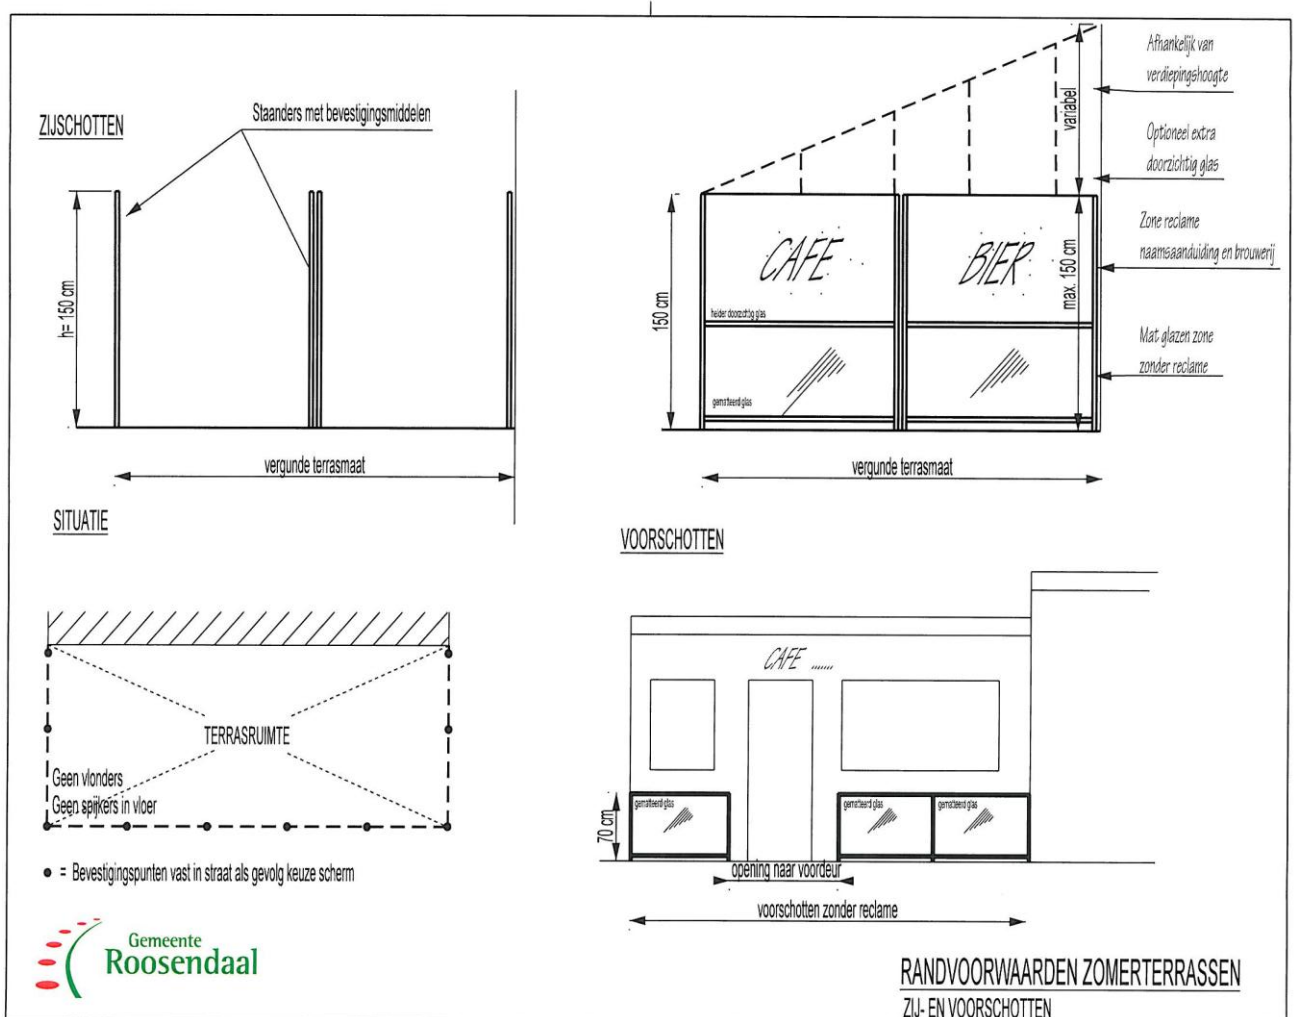 ZIJSCHOTTEN
Staanders met bevestigingsmiddelen
h= 150 cm
vergunde terrasmaat
Afhankelijk van
verdiepingshoogte
variabel
Optioneel extra
doorzichtig glas
Zone reclame
naamsaanduiding en brouwerij
CAFE
BIER
150 cm
max. 150 cm
helder doorzichtig glas
Mat glazen zone
zonder reclame
gematteerd glas
vergunde terrasmaat
SITUATIE
TERRASRUIMTE
Geen vlonders
Geen spijkers in vloer
= Bevestigingspunten vast in straat als gevolg keuze scherm
VOORSCHOTTEN
CAFE .......
gematteerd glas
gematteerd glas
gematteerd glas
70 cm
opening naar voordeur
voorschotten zonder reclame
Gemeente
Roosendaal
RANDVOORWAARDEN ZOMERTERRASSEN
ZIJ- EN VOORSCHOTTEN